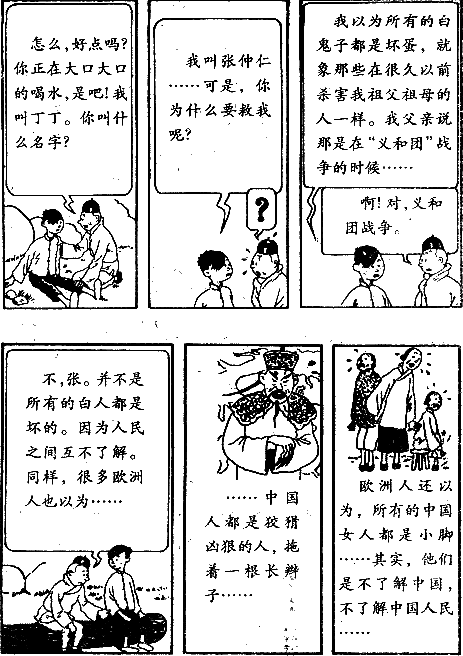 怎么,好点吗?
你正在大口大口
的喝水,是吧!我
叫丁丁。你叫什
么名字?
我叫张仲仁
……可是，你
为什么要救我
呢?
?
我以为所有的白
鬼子都是坏蛋，就
象那些在很久以前
杀害我祖父祖母的
人一样。我父亲说
那是在“义和团”战
争的时候……
啊!对,义和
团战争。
不,张。并不是
所有的白人都是
坏的。因为人民
之间互不了解。
同样，很多欧洲
人也以为……
……中国
人都是狡猾
凶狠的人，拖
着一根长辫
子……
欧洲人还以
为，所有的中国
女人都是小脚
……其实，他们
是不了解中国，
不了解中国人民
……